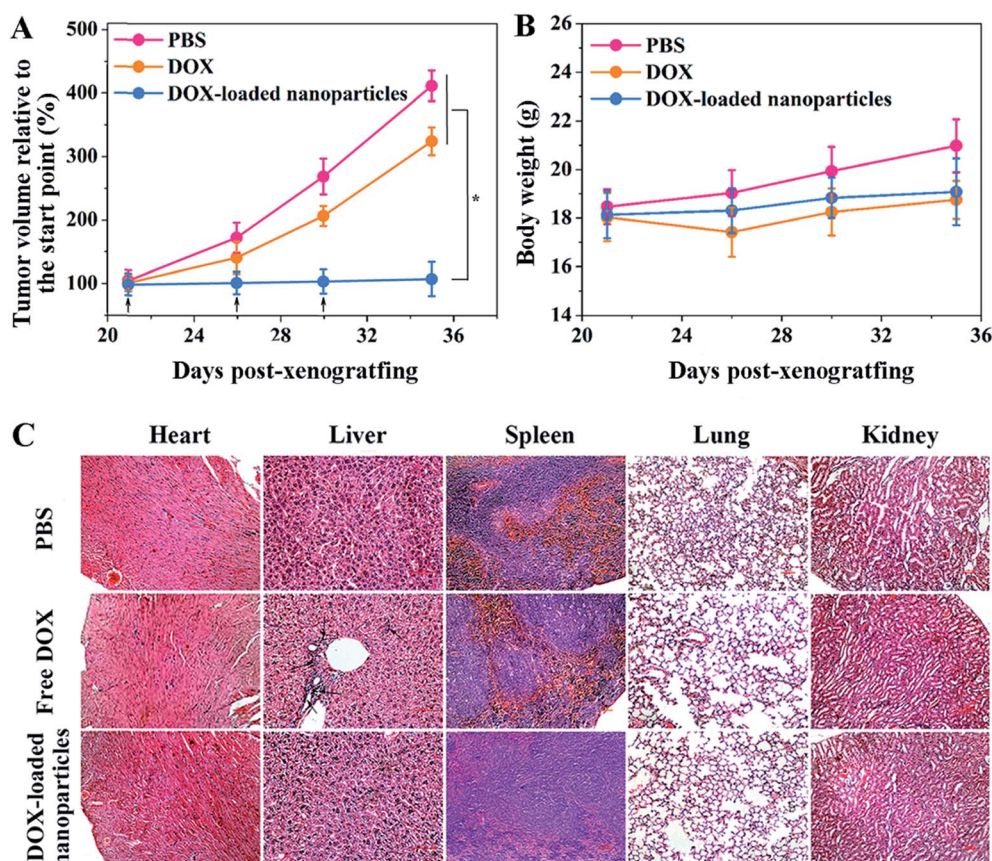 A
Tumor volume relative to
the start point (%)
500
400
300
200
100
PBS
DOX
DOX-loaded nanoparticles
*
20
24
28
32
36
Days post-xenogratfing
B
Body weight (g)
26
24
22
20
18
16
14
PBS
DOX
DOX-loaded nanoparticles
20
24
28
32
36
Days post-xenogratfing
C
Heart Liver Spleen Lung Kidney
PBS
Free DOX
DOX-loaded
nanoparticles